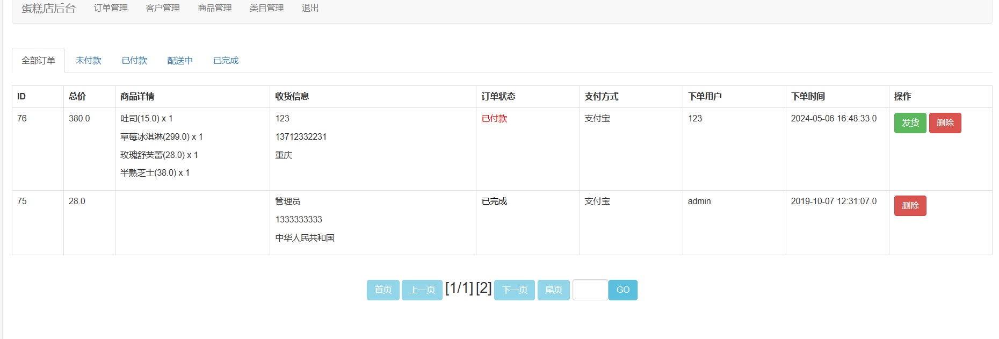 蛋糕店后台 订单管理 客户管理 商品管理 类目管理 退出
全部订单 未付款 已付款 配送中 已完成
ID 总价 商品详情 收货信息 订单状态 支付方式 下单用户 下单时间 操作
76 380.0 吐司(15.0) x 1 123 已付款 支付宝 123 2024-05-06 16:48:33.0 发货 删除
草莓冰淇淋(299.0) x 1 13712332231
玫瑰舒芙蕾(28.0) x 1 重庆
半熟芝士(38.0) x 1
75 28.0 管理员 已完成 支付宝 admin 2019-10-07 12:31:07.0 删除
1333333333
中华人民共和国
首页 上一页 [1/1] [2] 下一页 尾页 GO